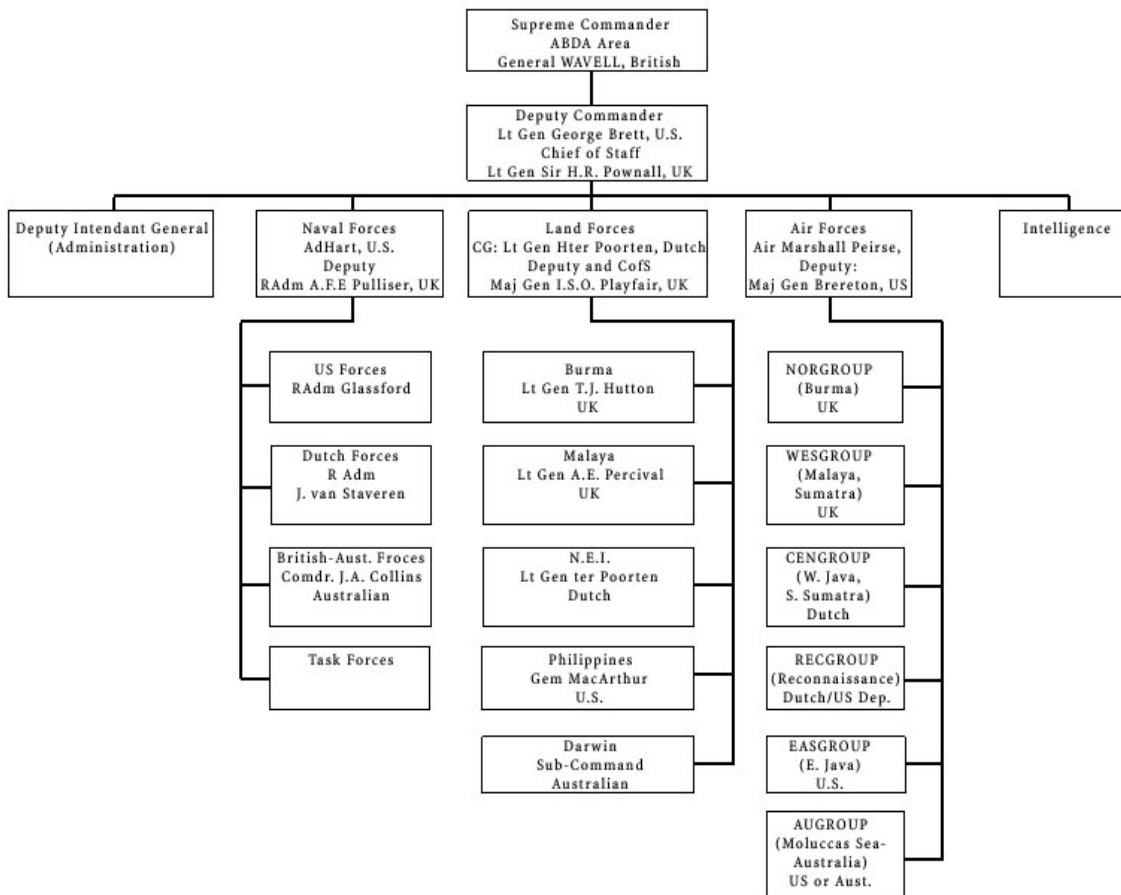 Supreme Commander
ABDA Area
General WAVELL, British
Deputy Commander
Lt Gen George Brett, U.S.
Chief of Staff
Lt Gen Sir H.R. Pownall, UK
Deputy Intendant General
(Administration)
Naval Forces
AdHart, U.S.
Deputy
RAdm A.F.E Pulliser, UK
Land Forces
CG: Lt Gen Hter Poorten, Dutch
Deputy and CofS
Maj Gen I.S.O. Playfair, UK
Air Forces
Air Marshall Peirse,
Deputy:
Maj Gen Brereton, US
Intelligence
US Forces
RAdm Glassford
Dutch Forces
R Adm
J. van Staveren
British-Aust. Froces
Comdr. J.A. Collins
Australian
Task Forces
Burma
Lt Gen T.J. Hutton
UK
Malaya
Lt Gen A.E. Percival
UK
N.E.I.
Lt Gen ter Poorten
Dutch
Philippines
Gem MacArthur
U.S.
Darwin
Sub-Command
Australian
NORGROUP
(Burma)
UK
WESGROUP
(Malaya,
Sumatra)
UK
CENGROUP
(W. Java,
S. Sumatra)
Dutch
RECGROUP
(Reconnaissance)
Dutch/US Dep.
EASGROUP
(E. Java)
U.S.
AUGROUP
(Moluccas Sea-
Australia)
US or Aust.